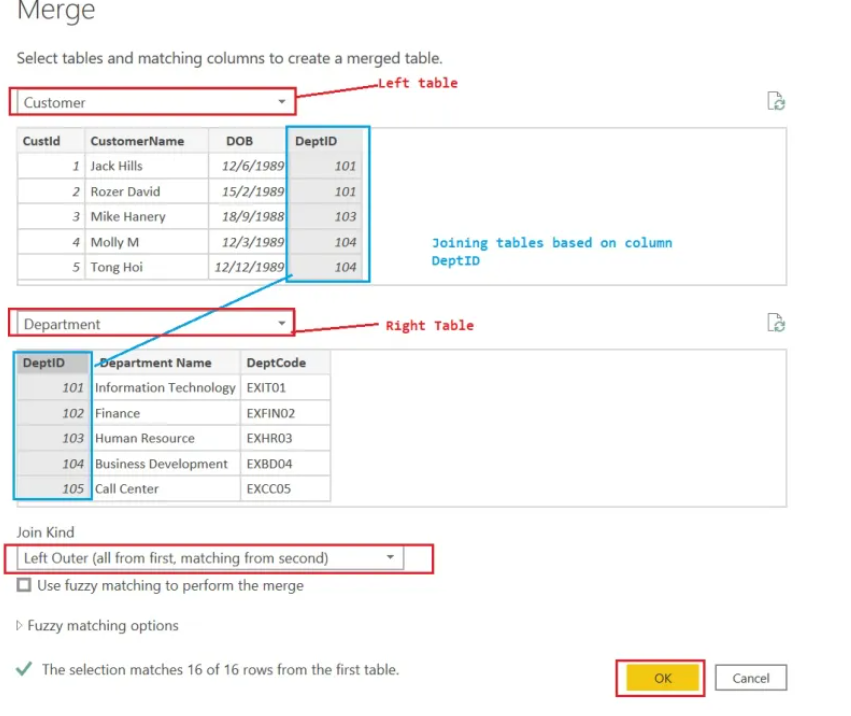 Merge
Select tables and matching columns to create a merged table.
Left table
Customer
CustId CustomerName DOB DeptID
1 Jack Hills 12/6/1989 101
2 Rozer David 15/2/1989 101
3 Mike Hanery 18/9/1988 103
4 Molly M 12/3/1989 104
5 Tong Hoi 12/12/1989 104
Joining tables based on column
DeptID
Department
Right Table
DeptID Department Name DeptCode
101 Information Technology EXIT01
102 Finance EXFIN02
103 Human Resource EXHR03
104 Business Development EXBD04
105 Call Center EXCC05
Join Kind
Left Outer (all from first, matching from second)
Use fuzzy matching to perform the merge
Fuzzy matching options
The selection matches 16 of 16 rows from the first table.
OK Cancel